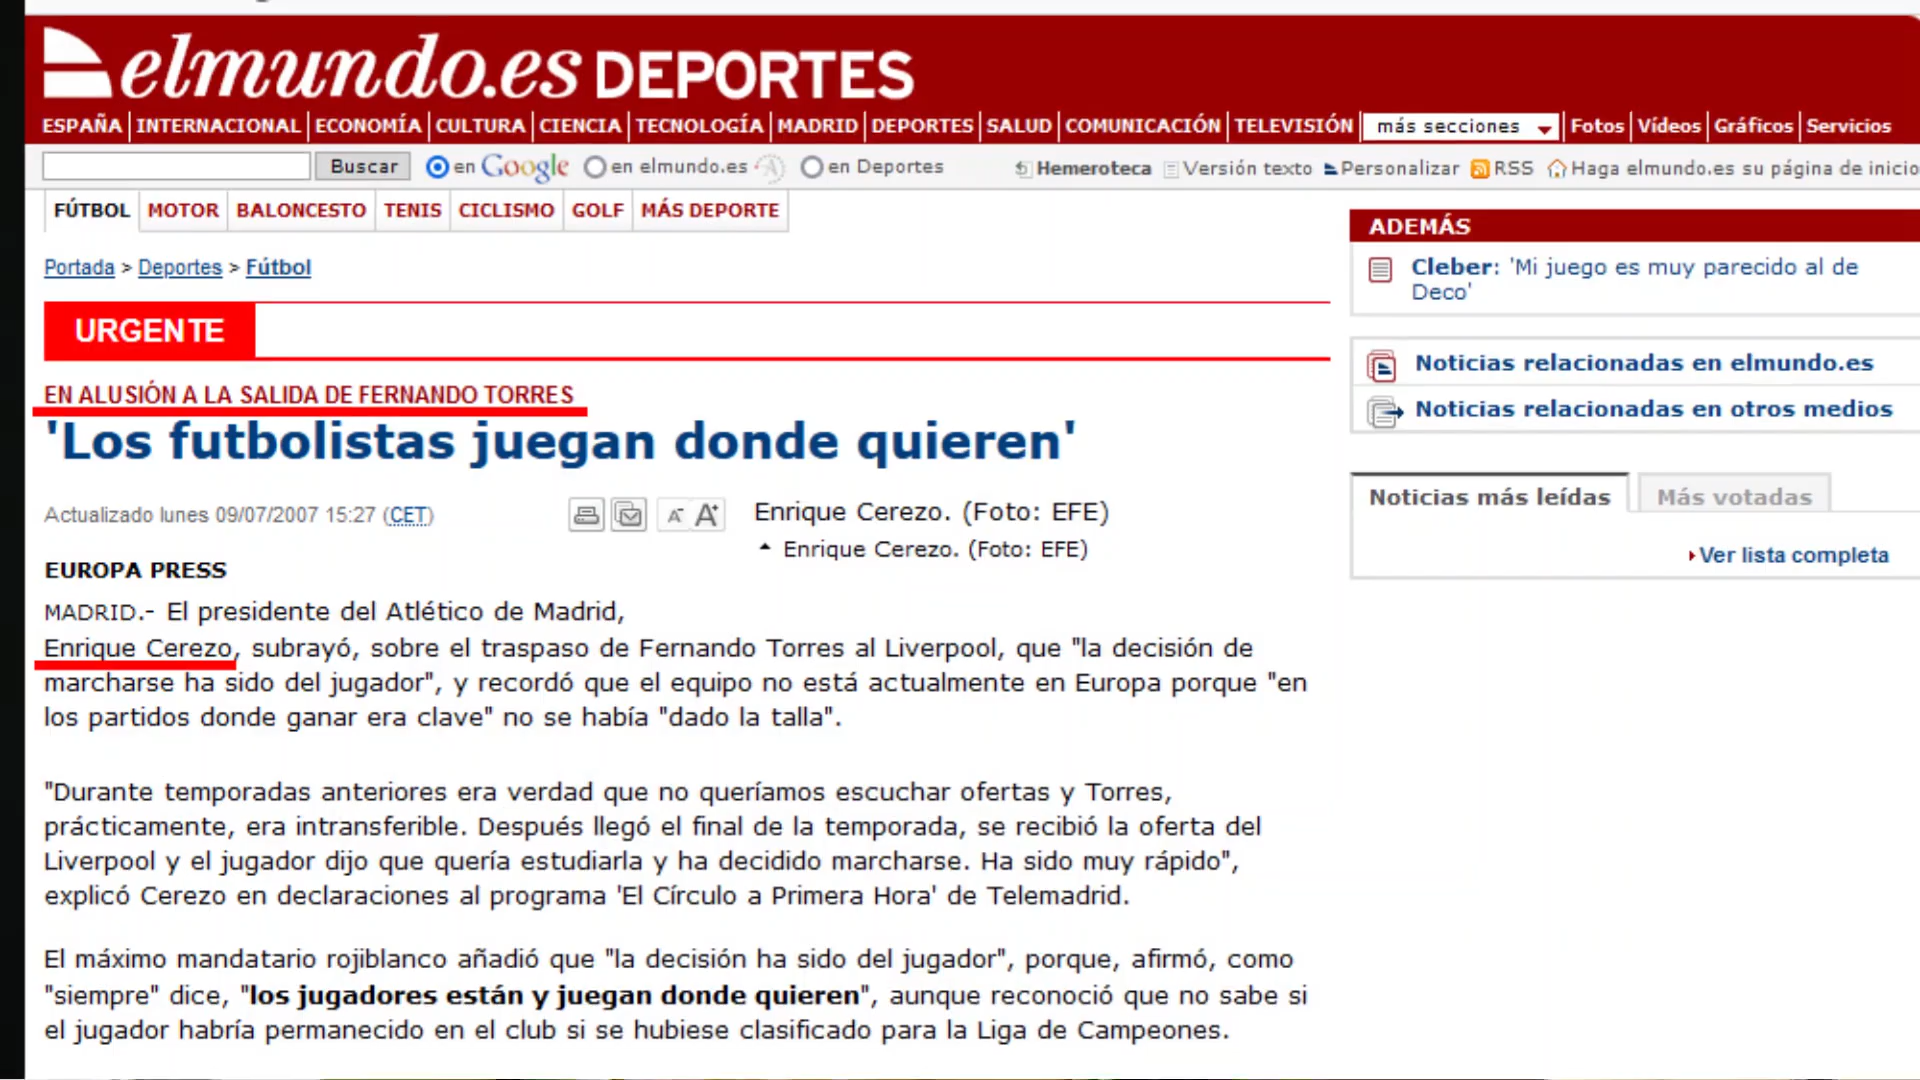 elmundo.es DEPORTES
ESPAÑA INTERNACIONAL ECONOMÍA CULTURA CIENCIA TECNOLOGÍA MADRID DEPORTES SALUD COMUNICACIÓN TELEVISIÓN más secciones Fotos Vídeos Gráficos Servicios
Buscar en Google en elmundo.es en Deportes Hemeroteca Versión texto Personalizar RSS Haga elmundo.es su página de inicio
FÚTBOL MOTOR BALONCESTO TENIS CICLISMO GOLF MÁS DEPORTE
Portada > Deportes > Fútbol
URGENTE
EN ALUSIÓN A LA SALIDA DE FERNANDO TORRES
'Los futbolistas juegan donde quieren'
Actualizado lunes 09/07/2007 15:27 (CET)
A- A+
Enrique Cerezo. (Foto: EFE)
Enrique Cerezo. (Foto: EFE)
EUROPA PRESS
MADRID.- El presidente del Atlético de Madrid,
Enrique Cerezo, subrayó, sobre el traspaso de Fernando Torres al Liverpool, que "la decisión de
marcharse ha sido del jugador", y recordó que el equipo no está actualmente en Europa porque "en
los partidos donde ganar era clave" no se había "dado la talla".
"Durante temporadas anteriores era verdad que no queríamos escuchar ofertas y Torres,
prácticamente, era intransferible. Después llegó el final de la temporada, se recibió la oferta del
Liverpool y el jugador dijo que quería estudiarla y ha decidido marcharse. Ha sido muy rápido",
explicó Cerezo en declaraciones al programa 'El Círculo a Primera Hora' de Telemadrid.
El máximo mandatario rojiblanco añadió que "la decisión ha sido del jugador", porque, afirmó, como
"siempre" dice, "los jugadores están y juegan donde quieren", aunque reconoció que no sabe si
el jugador habría permanecido en el club si se hubiese clasificado para la Liga de Campeones.
ADEMÁS
Cleber: 'Mi juego es muy parecido al de
Deco'
Noticias relacionadas en elmundo.es
Noticias relacionadas en otros medios
Noticias más leídas Más votadas
Ver lista completa